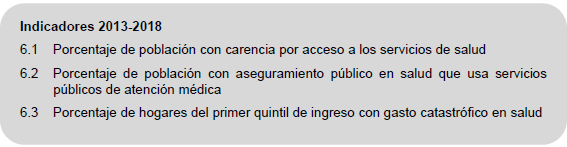 Indicadores 2013-2018
6.1 Porcentaje de población con carencia por acceso a los servicios de salud
6.2 Porcentaje de población con aseguramiento público en salud que usa servicios
públicos de atención médica
6.3 Porcentaje de hogares del primer quintil de ingreso con gasto catastrófico en salud